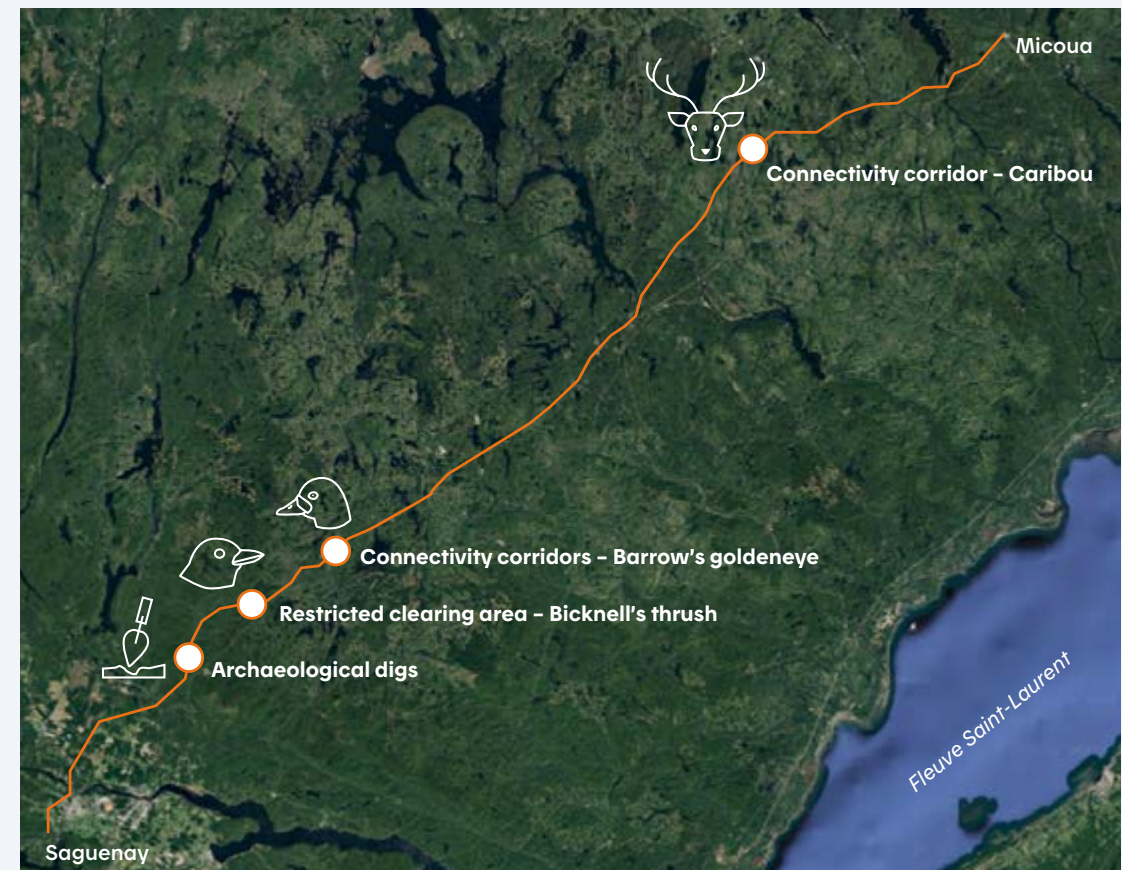 Micoua
Connectivity corridor – Caribou
Connectivity corridors – Barrow's goldeneye
Restricted clearing area – Bicknell's thrush
Archaeological digs
Fleuve Saint-Laurent
Saguenay